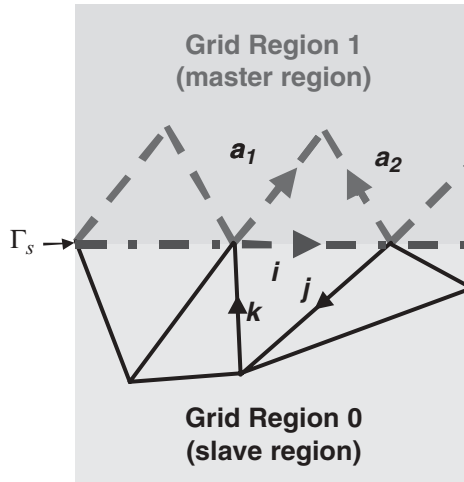 Grid Region 1
(master region)
a1
a2
Γs
i
j
k
Grid Region 0
(slave region)